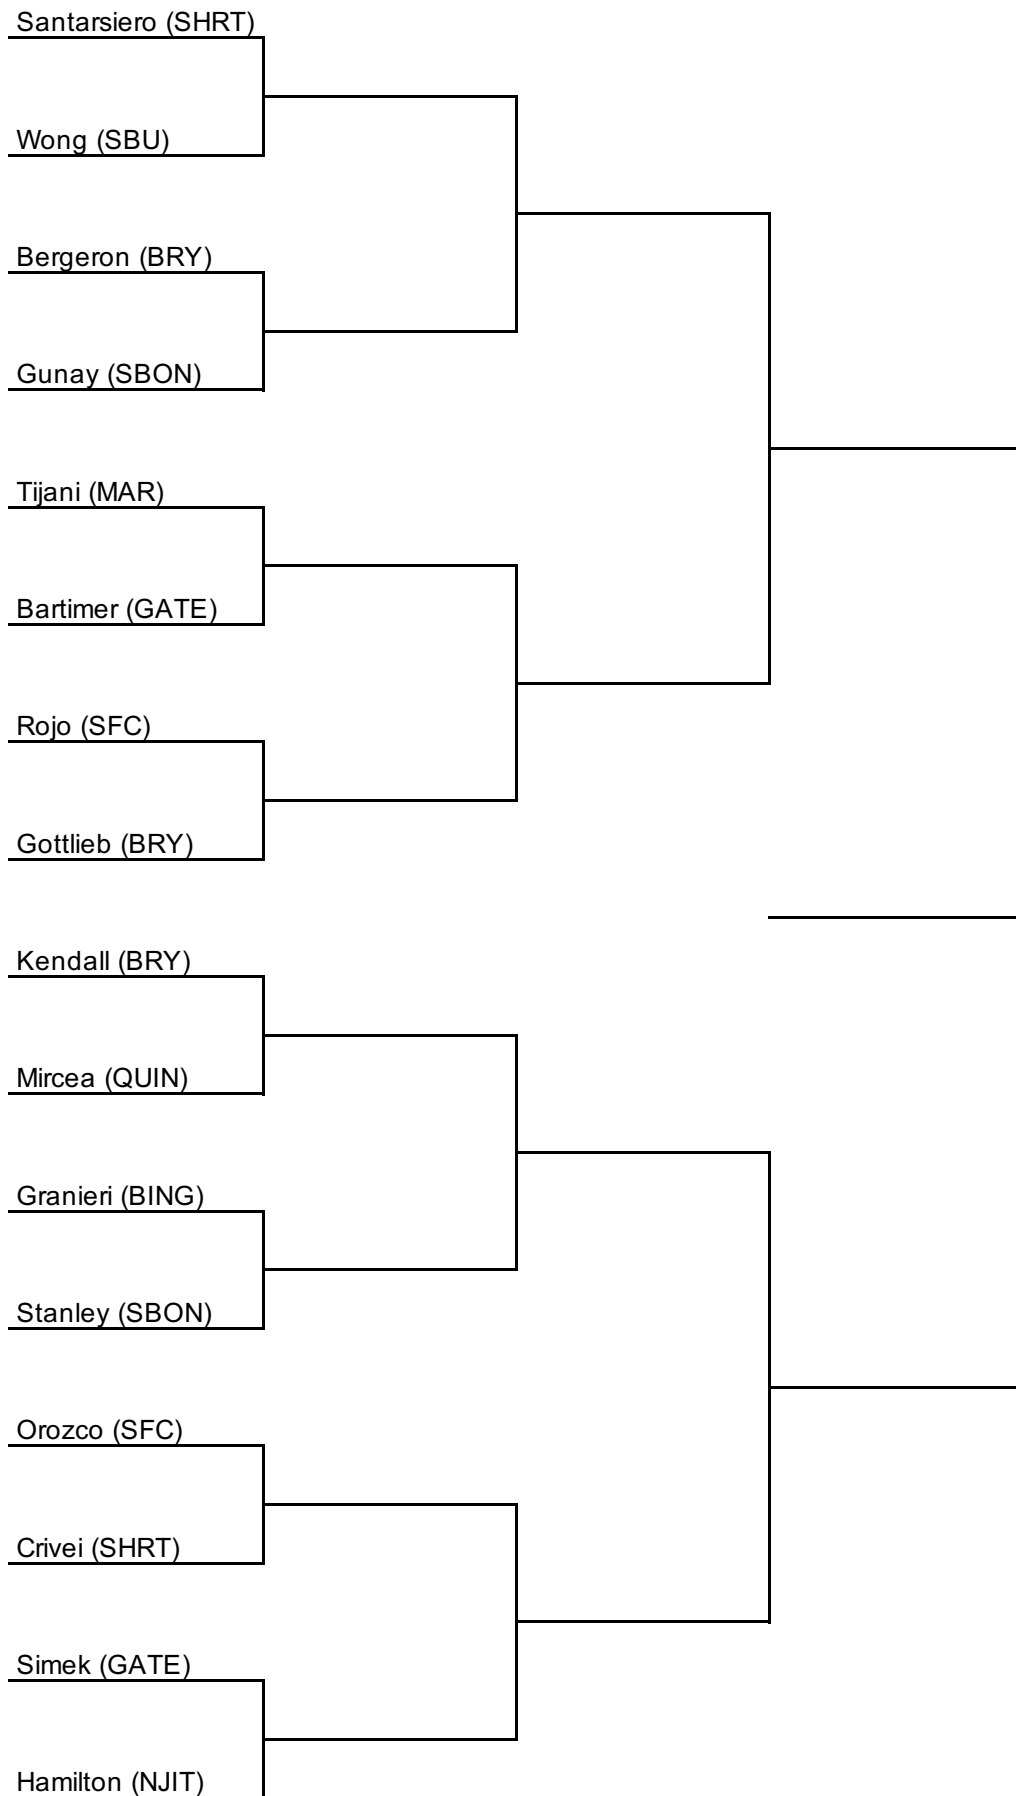 Santarsiero (SHRT)
Wong (SBU)
Bergeron (BRY)
Gunay (SBON)
Tijani (MAR)
Bartimer (GATE)
Rojo (SFC)
Gottlieb (BRY)
Kendall (BRY)
Mircea (QUIN)
Granieri (BING)
Stanley (SBON)
Orozco (SFC)
Crivei (SHRT)
Simek (GATE)
Hamilton (NJIT)